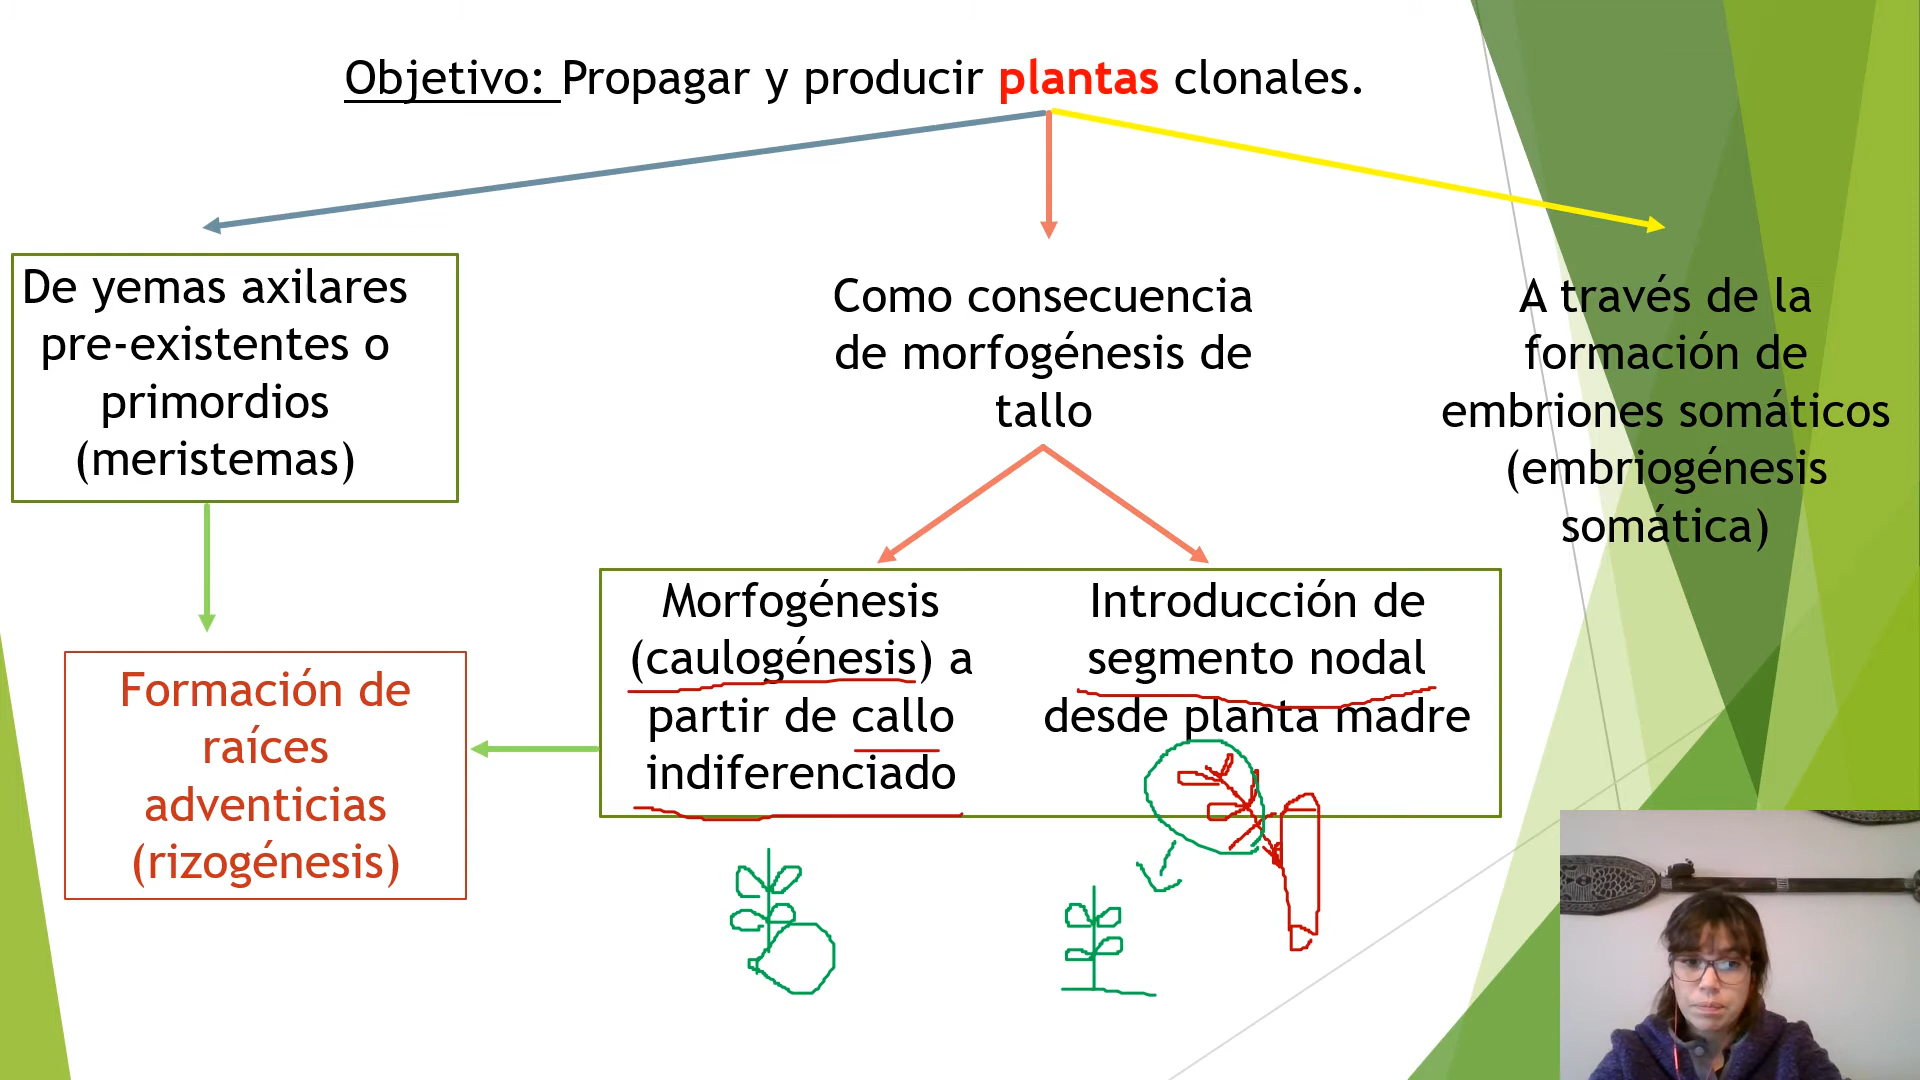 Objetivo: Propagar y producir plantas clonales.
De yemas axilares
pre-existentes o
primordios
(meristemas)
Como consecuencia
de morfogénesis de
tallo
A través de la
formación de
embriones somáticos
(embriogénesis
somática)
Morfogénesis
(caulogénesis) a
partir de callo
indiferenciado
Introducción de
segmento nodal
desde planta madre
Formación de
raíces
adventicias
(rizogénesis)